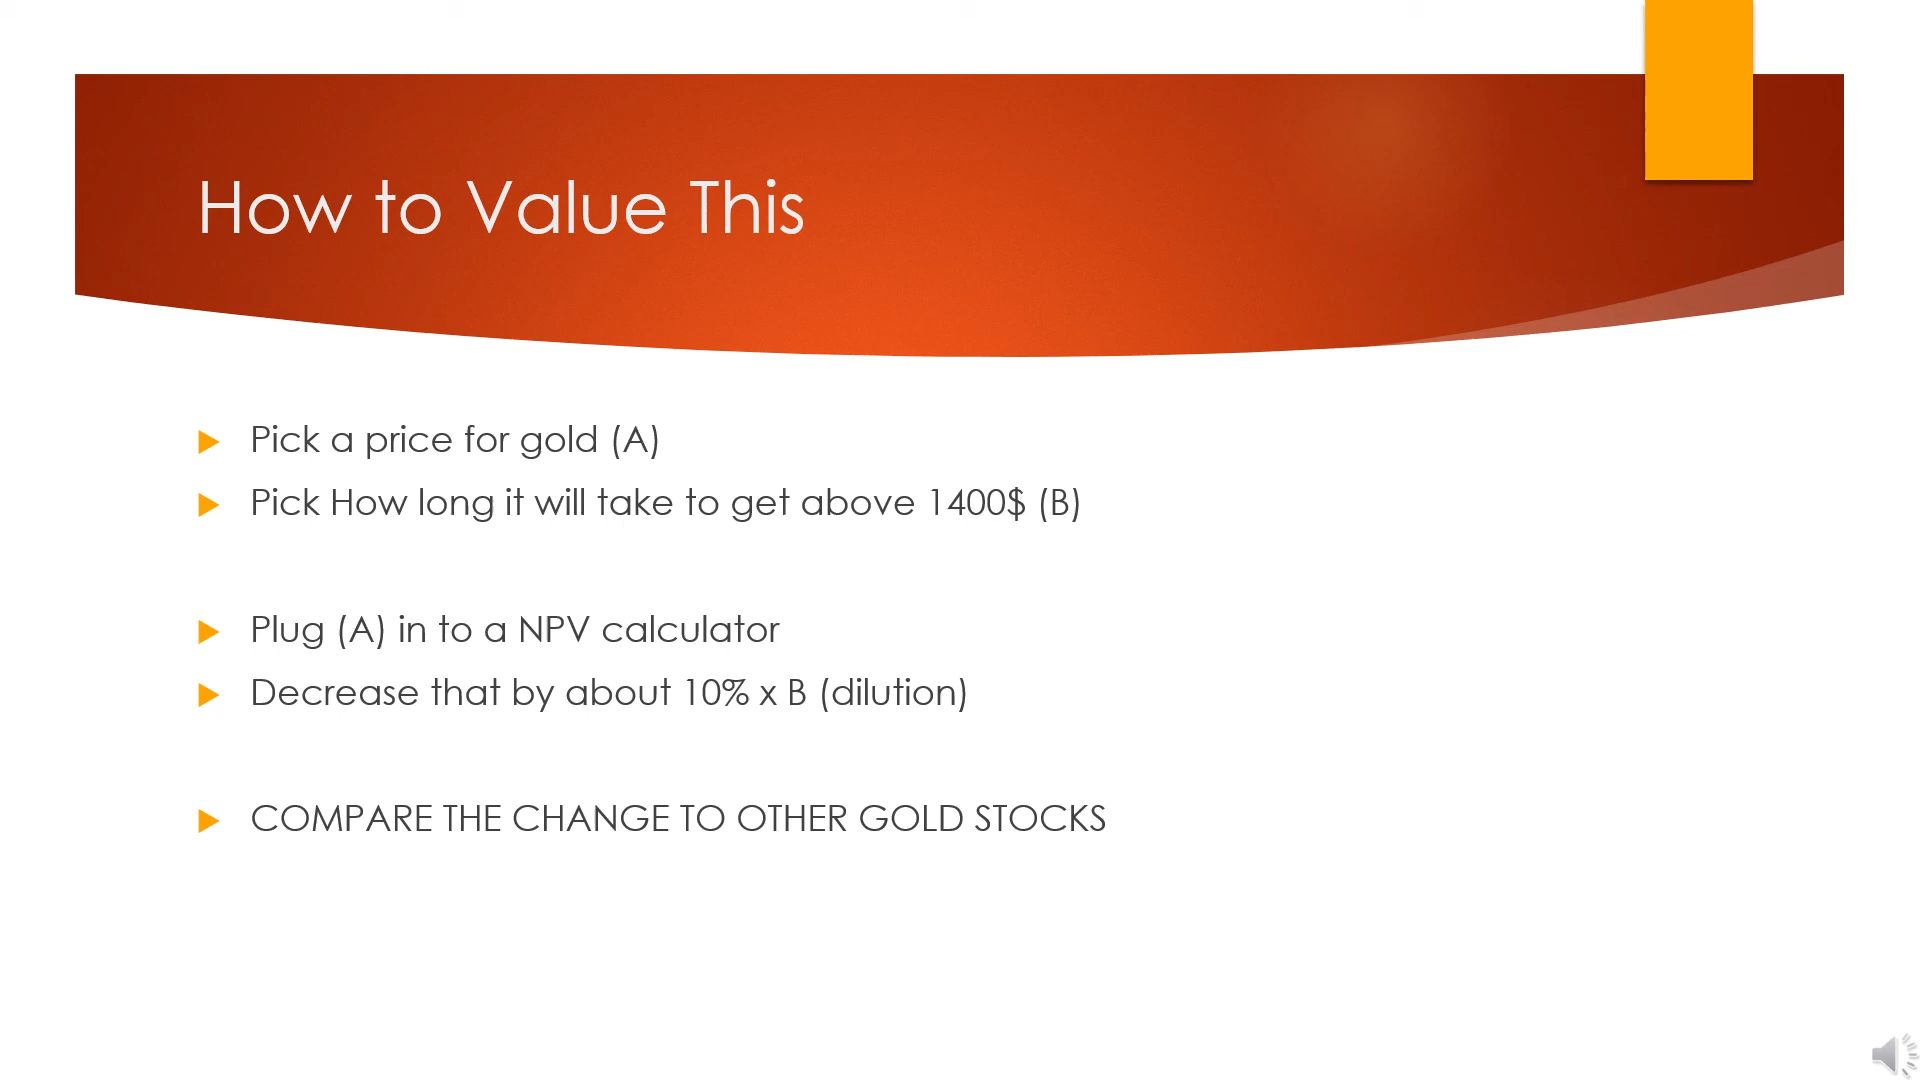 How to Value This
Pick a price for gold (A)
Pick How long it will take to get above 1400$ (B)
Plug (A) in to a NPV calculator
Decrease that by about 10% x B (dilution)
COMPARE THE CHANGE TO OTHER GOLD STOCKS